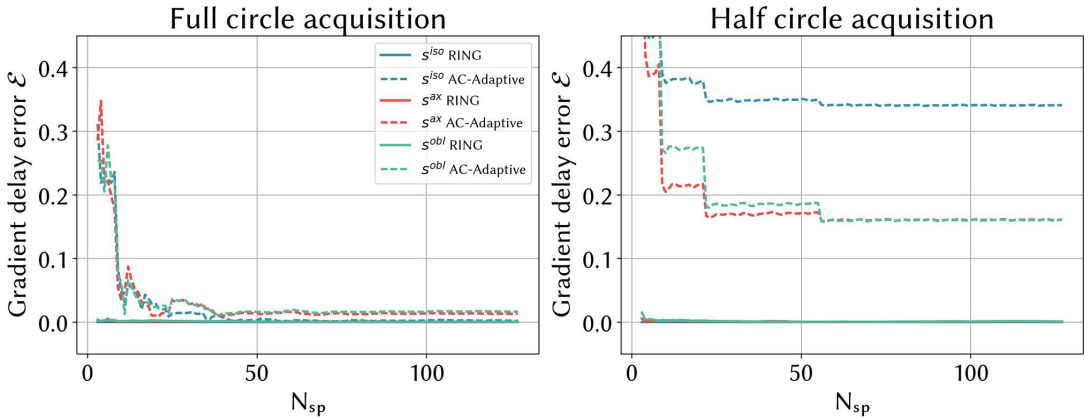 Full circle acquisition
Gradient delay error ℰ
0.4
0.3
0.2
0.1
0.0
s^iso RING
s^iso AC-Adaptive
s^ax RING
s^ax AC-Adaptive
s^obl RING
s^obl AC-Adaptive
0 50 100
N_sp
Half circle acquisition
Gradient delay error ℰ
0.4
0.3
0.2
0.1
0.0
0 50 100
N_sp